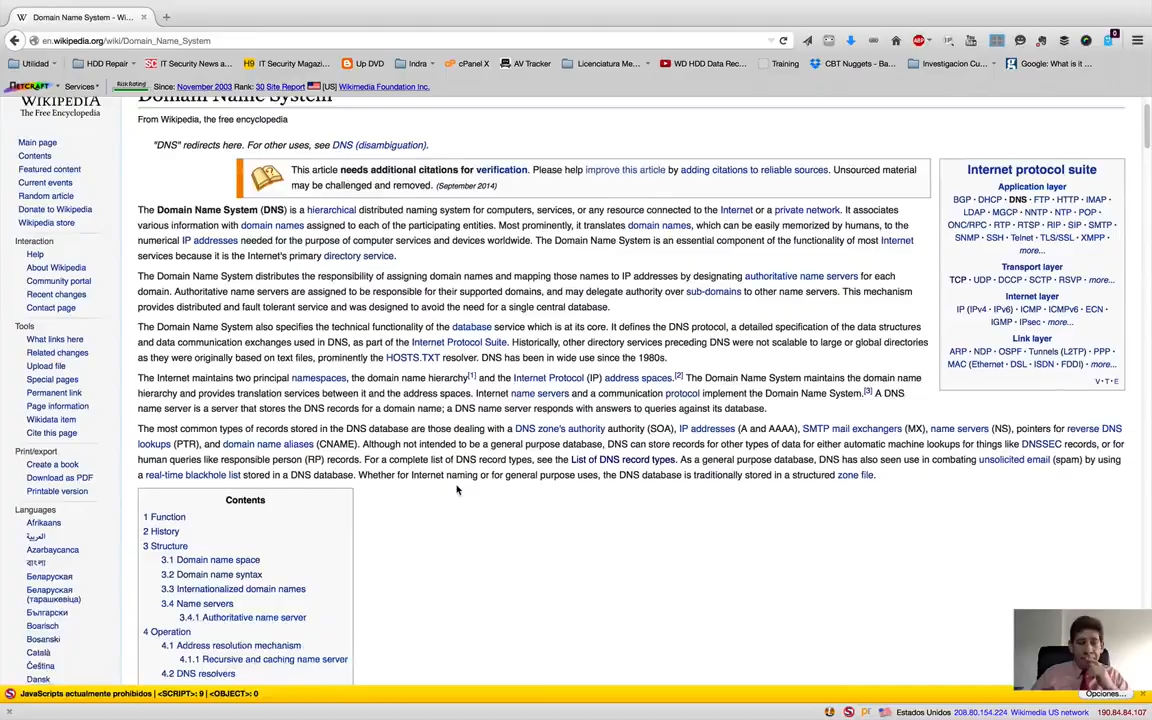 Domain Name System - Wi...
en.wikipedia.org/wiki/Domain_Name_System
0
Utilidad
HDD Repair
IT Security News a...
IT Security Magazi...
Up DVD
Indra
cPanel X
AV Tracker
Licenciatura Me...
WD HDD Data Rec...
Training
CBT Nuggets - Ba...
Investigacion Cu...
Google: What is it ...
NETCRAFT
Services
Risk Rating
Since: November 2003 Rank: 30 Site Report [US] Wikimedia Foundation Inc.
WIKIPEDIA
The Free Encyclopedia
Main page
Contents
Featured content
Current events
Random article
Donate to Wikipedia
Wikipedia store
Interaction
Help
About Wikipedia
Community portal
Recent changes
Contact page
Tools
What links here
Related changes
Upload file
Special pages
Permanent link
Page information
Wikidata item
Cite this page
Print/export
Create a book
Download as PDF
Printable version
Languages
Afrikaans
العربية
Azərbaycanca
বাংলা
Беларуская
Беларуская
(тарашкевіца)
Български
Boarisch
Bosanski
Català
Čeština
Dansk
Domain Name System
From Wikipedia, the free encyclopedia
"DNS" redirects here. For other uses, see DNS (disambiguation).
This article needs additional citations for verification. Please help improve this article by adding citations to reliable sources. Unsourced material
may be challenged and removed. (September 2014)
The Domain Name System (DNS) is a hierarchical distributed naming system for computers, services, or any resource connected to the Internet or a private network. It associates
various information with domain names assigned to each of the participating entities. Most prominently, it translates domain names, which can be easily memorized by humans, to the
numerical IP addresses needed for the purpose of computer services and devices worldwide. The Domain Name System is an essential component of the functionality of most Internet
services because it is the Internet's primary directory service.
The Domain Name System distributes the responsibility of assigning domain names and mapping those names to IP addresses by designating authoritative name servers for each
domain. Authoritative name servers are assigned to be responsible for their supported domains, and may delegate authority over sub-domains to other name servers. This mechanism
provides distributed and fault tolerant service and was designed to avoid the need for a single central database.
The Domain Name System also specifies the technical functionality of the database service which is at its core. It defines the DNS protocol, a detailed specification of the data structures
and data communication exchanges used in DNS, as part of the Internet Protocol Suite. Historically, other directory services preceding DNS were not scalable to large or global directories
as they were originally based on text files, prominently the HOSTS.TXT resolver. DNS has been in wide use since the 1980s.
The Internet maintains two principal namespaces, the domain name hierarchy[1] and the Internet Protocol (IP) address spaces.[2] The Domain Name System maintains the domain name
hierarchy and provides translation services between it and the address spaces. Internet name servers and a communication protocol implement the Domain Name System.[3] A DNS
name server is a server that stores the DNS records for a domain name; a DNS name server responds with answers to queries against its database.
The most common types of records stored in the DNS database are those dealing with a DNS zone's authority (SOA), IP addresses (A and AAAA), SMTP mail exchangers (MX), name servers (NS), pointers for reverse DNS
lookups (PTR), and domain name aliases (CNAME). Although not intended to be a general purpose database, DNS can store records for other types of data for either automatic machine lookups for things like DNSSEC records, or for
human queries like responsible person (RP) records. For a complete list of DNS record types, see the List of DNS record types. As a general purpose database, DNS has also seen use in combating unsolicited email (spam) by using
a real-time blackhole list stored in a DNS database. Whether for Internet naming or for general purpose uses, the DNS database is traditionally stored in a structured zone file.
Contents
1 Function
2 History
3 Structure
3.1 Domain name space
3.2 Domain name syntax
3.3 Internationalized domain names
3.4 Name servers
3.4.1 Authoritative name server
4 Operation
4.1 Address resolution mechanism
4.1.1 Recursive and caching name server
4.2 DNS resolvers
Internet protocol suite
Application layer
BGP · DHCP · DNS · FTP · HTTP · IMAP ·
LDAP · MGCP · NNTP · NTP · POP ·
ONC/RPC · RTP · RTSP · RIP · SIP · SMTP ·
SNMP · SSH · Telnet · TLS/SSL · XMPP ·
more...
Transport layer
TCP · UDP · DCCP · SCTP · RSVP · more...
Internet layer
IP (IPv4 · IPv6) · ICMP · ICMPv6 · ECN ·
IGMP · IPsec · more...
Link layer
ARP · NDP · OSPF · Tunnels (L2TP) · PPP ·
MAC (Ethernet · DSL · ISDN · FDDI) · more...
V · T · E
JavaScripts actualmente prohibidos | <SCRIPT>: 9 | <OBJECT>: 0
Opciones...
Estados Unidos 208.80.154.224 Wikimedia US network 190.84.84.107